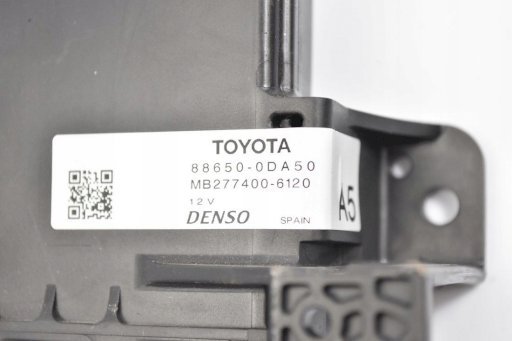 TOYOTA
88650-0DA50
MB277400-6120
12V
DENSO SPAIN
A5